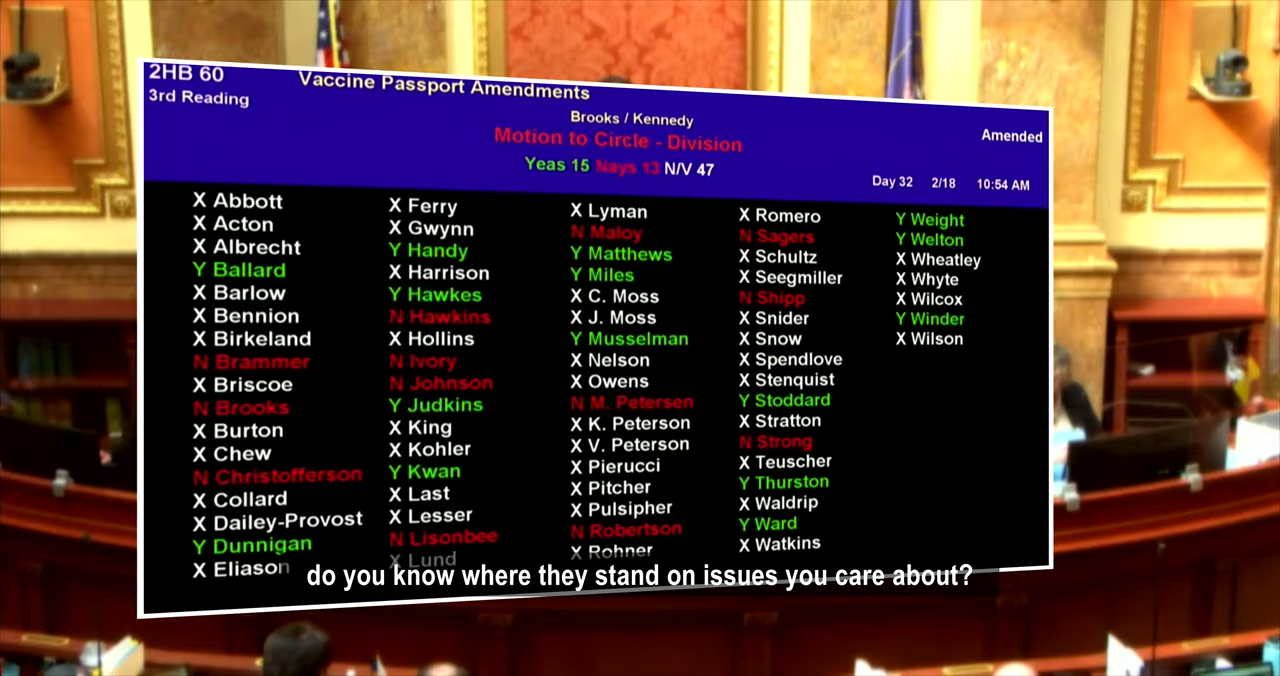 2HB 60
Vaccine Passport Amendments
3rd Reading
Brooks / Kennedy
Amended
Motion to Circle - Division
Yeas 15 Nays 13 N/V 47
Day 32 2/18 10:54 AM
X Abbott
X Acton
X Albrecht
Y Ballard
X Barlow
X Bennion
X Birkeland
N Brammer
X Briscoe
N Brooks
X Burton
X Chew
N Christofferson
X Collard
X Dailey-Provost
Y Dunnigan
X Eliason
X Ferry
X Gwynn
Y Handy
X Harrison
Y Hawkes
N Hawkins
X Hollins
N Ivory
N Johnson
Y Judkins
X King
X Kohler
Y Kwan
X Last
X Lesser
N Lisonbee
X Lund
X Lyman
N Maloy
Y Matthews
Y Miles
X C. Moss
X J. Moss
Y Musselman
X Nelson
X Owens
N M. Petersen
X K. Peterson
X V. Peterson
X Pierucci
X Pitcher
X Pulsipher
N Robertson
X Rohner
X Romero
N Sagers
X Schultz
X Seegmiller
N Shipp
X Snider
X Snow
X Spendlove
X Stenquist
Y Stoddard
X Stratton
N Strong
X Teuscher
Y Thurston
X Waldrip
Y Ward
X Watkins
Y Weight
Y Welton
X Wheatley
X Whyte
X Wilcox
Y Winder
X Wilson
do you know where they stand on issues you care about?